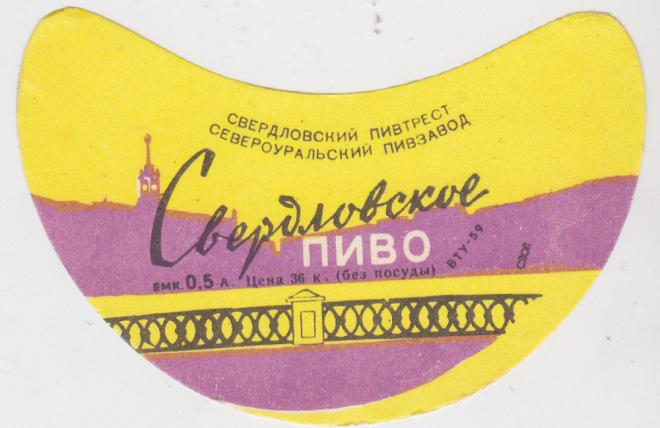 СВЕРДЛОВСКИЙ ПИВТРЕСТ
СЕВЕРОУРАЛЬСКИЙ ПИВЗАВОД
Свердловское
ПИВО
ЕМК. 0,5 Л. Цена 36 к. (без посуды)
ВТУ-59